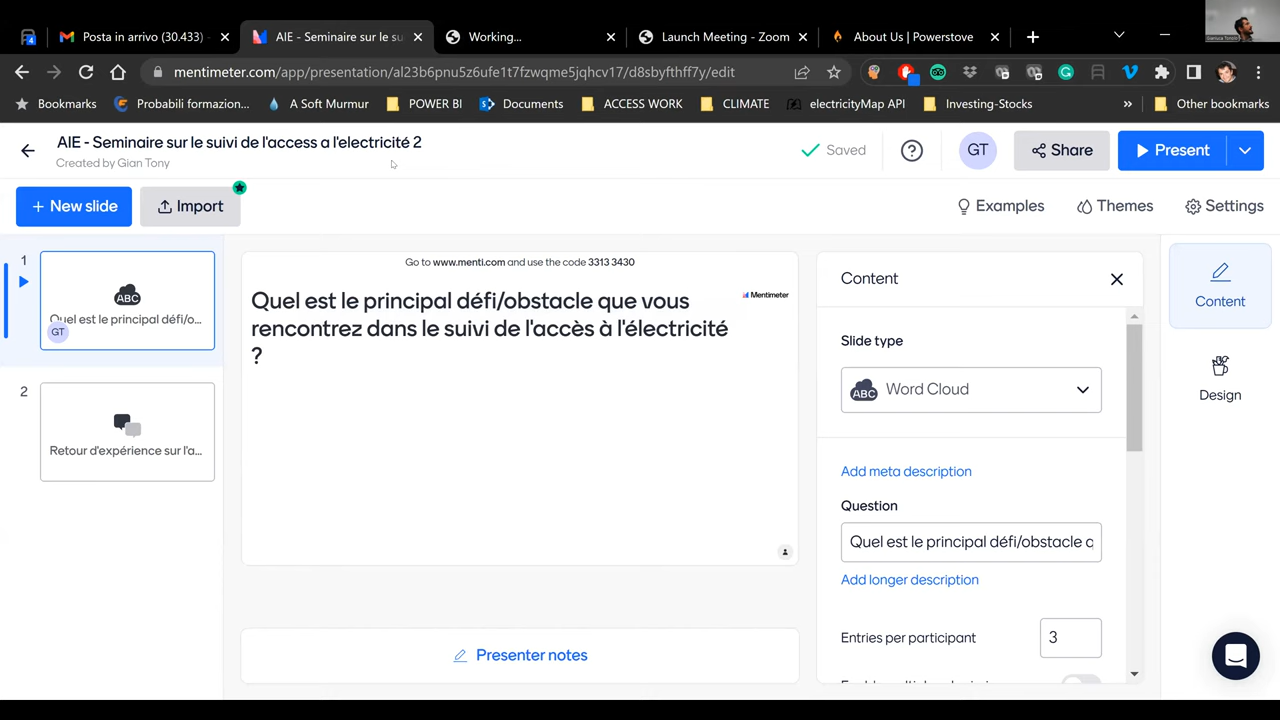 Posta in arrivo (30.433)
AIE - Seminaire sur le su
Working...
Launch Meeting - Zoom
About Us | Powerstove
mentimeter.com/app/presentation/al23b6pnu5z6ufe1t7fzwqme5jqhcv17/d8sbyfthff7y/edit
Bookmarks
Probabili formazion...
A Soft Murmur
POWER BI
Documents
ACCESS WORK
CLIMATE
electricityMap API
Investing-Stocks
»
Other bookmarks
AIE - Seminaire sur le suivi de l'access a l'electricité 2
Created by Gian Tony
Saved
GT
Share
Present
+ New slide
Import
Examples
Themes
Settings
1
ABC
Quel est le principal défi/o...
GT
2
Retour d'expérience sur l'a...
Go to www.menti.com and use the code 3313 3430
Mentimeter
Quel est le principal défi/obstacle que vous
rencontrez dans le suivi de l'accès à l'électricité
?
Presenter notes
Content
Slide type
ABC Word Cloud
Add meta description
Question
Quel est le principal défi/obstacle q
Add longer description
Entries per participant
3
Content
Design